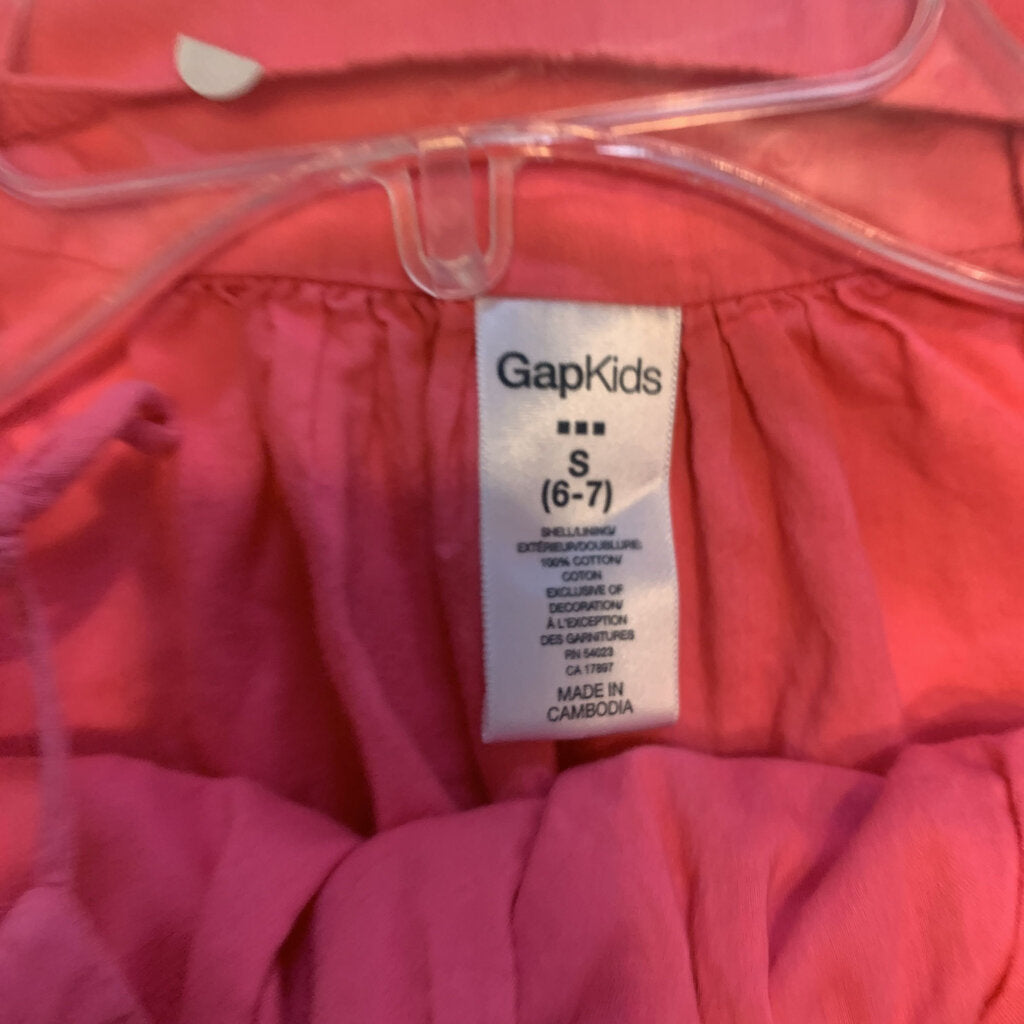 GapKids
S
(6-7)
SHELL/LINING/
EXTÉRIEUR/DOUBLURE:
100% COTTON/
COTON
EXCLUSIVE OF
DECORATION/
À L'EXCEPTION
DES GARNITURES
RN 54023
CA 17897
MADE IN
CAMBODIA